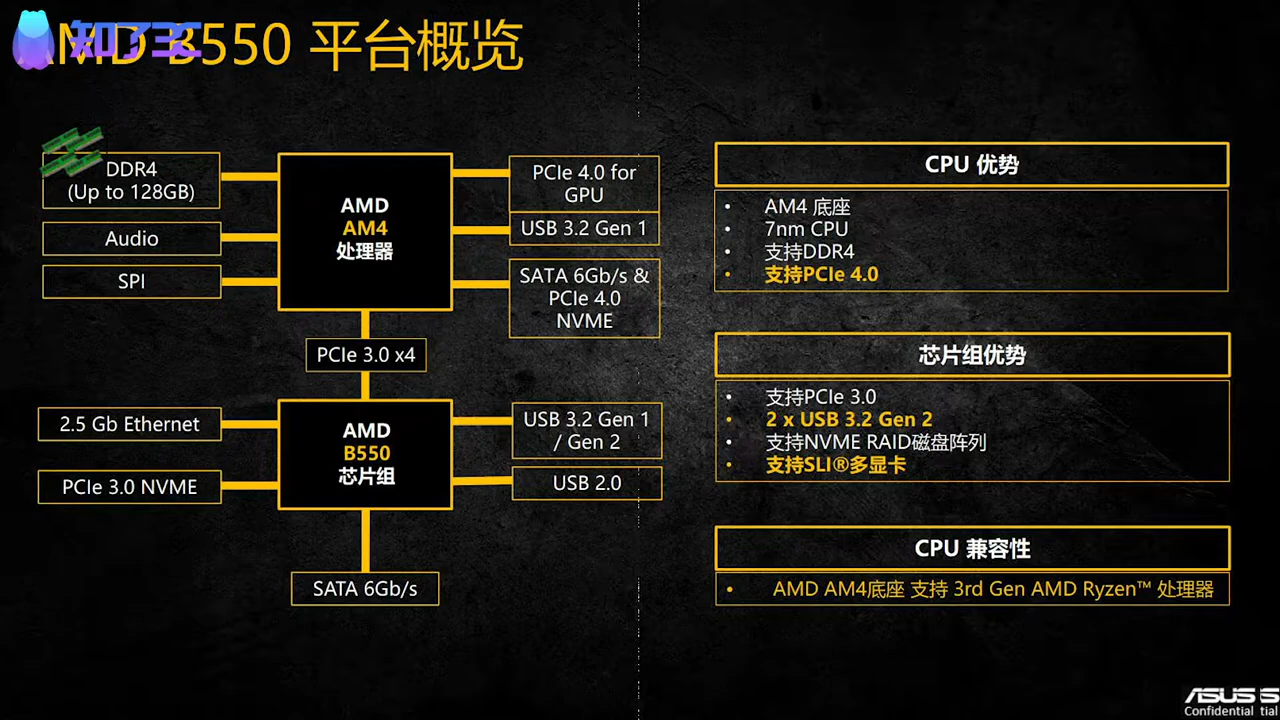 AMD B550 平台概览
知了3C
DDR4
(Up to 128GB)
Audio
SPI
AMD
AM4
处理器
PCIe 4.0 for
GPU
USB 3.2 Gen 1
SATA 6Gb/s &
PCIe 4.0
NVME
PCIe 3.0 x4
2.5 Gb Ethernet
PCIe 3.0 NVME
AMD
B550
芯片组
USB 3.2 Gen 1
/ Gen 2
USB 2.0
SATA 6Gb/s
CPU 优势
• AM4 底座
• 7nm CPU
• 支持DDR4
• 支持PCIe 4.0
芯片组优势
• 支持PCIe 3.0
• 2 x USB 3.2 Gen 2
• 支持NVME RAID磁盘阵列
• 支持SLI®多显卡
CPU 兼容性
• AMD AM4底座 支持 3rd Gen AMD Ryzen™ 处理器
ASUS S
Confidential tial